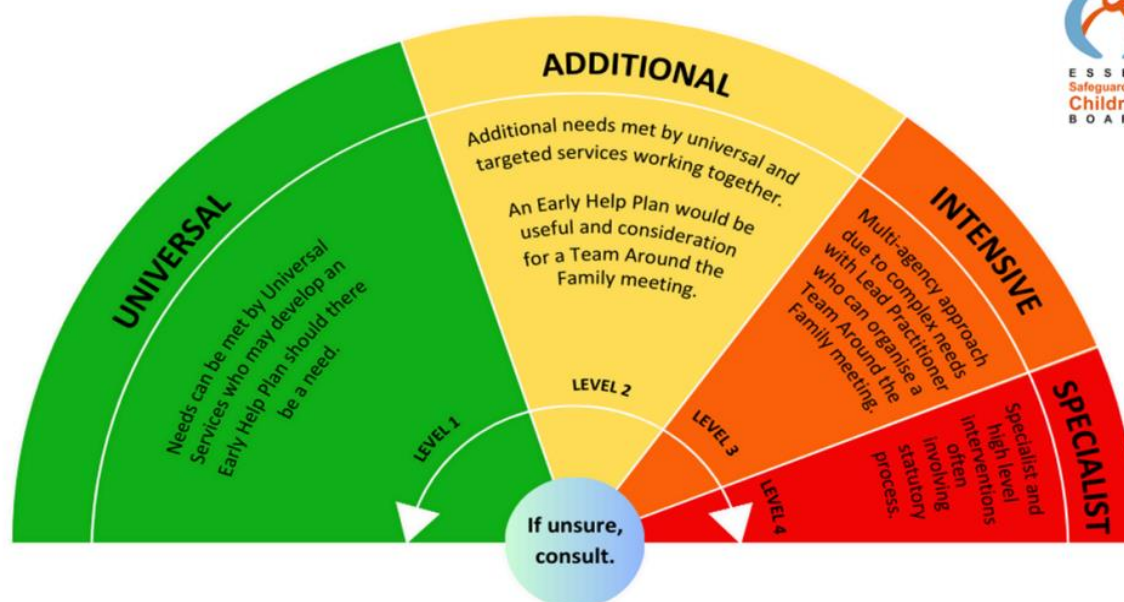 UNIVERSAL
Needs can be met by Universal
Services who may develop an
Early Help Plan should there
be a need.
LEVEL 1
ADDITIONAL
Additional needs met by universal and
targeted services working together.
An Early Help Plan would be
useful and consideration
for a Team Around the
Family meeting.
LEVEL 2
INTENSIVE
Multi-agency approach
due to complex needs
with Lead Practitioner
who can organise a
Team Around the
Family meeting.
LEVEL 3
SPECIALIST
Specialist and
high level
interventions
often
involving
statutory
process.
LEVEL 4
If unsure,
consult.